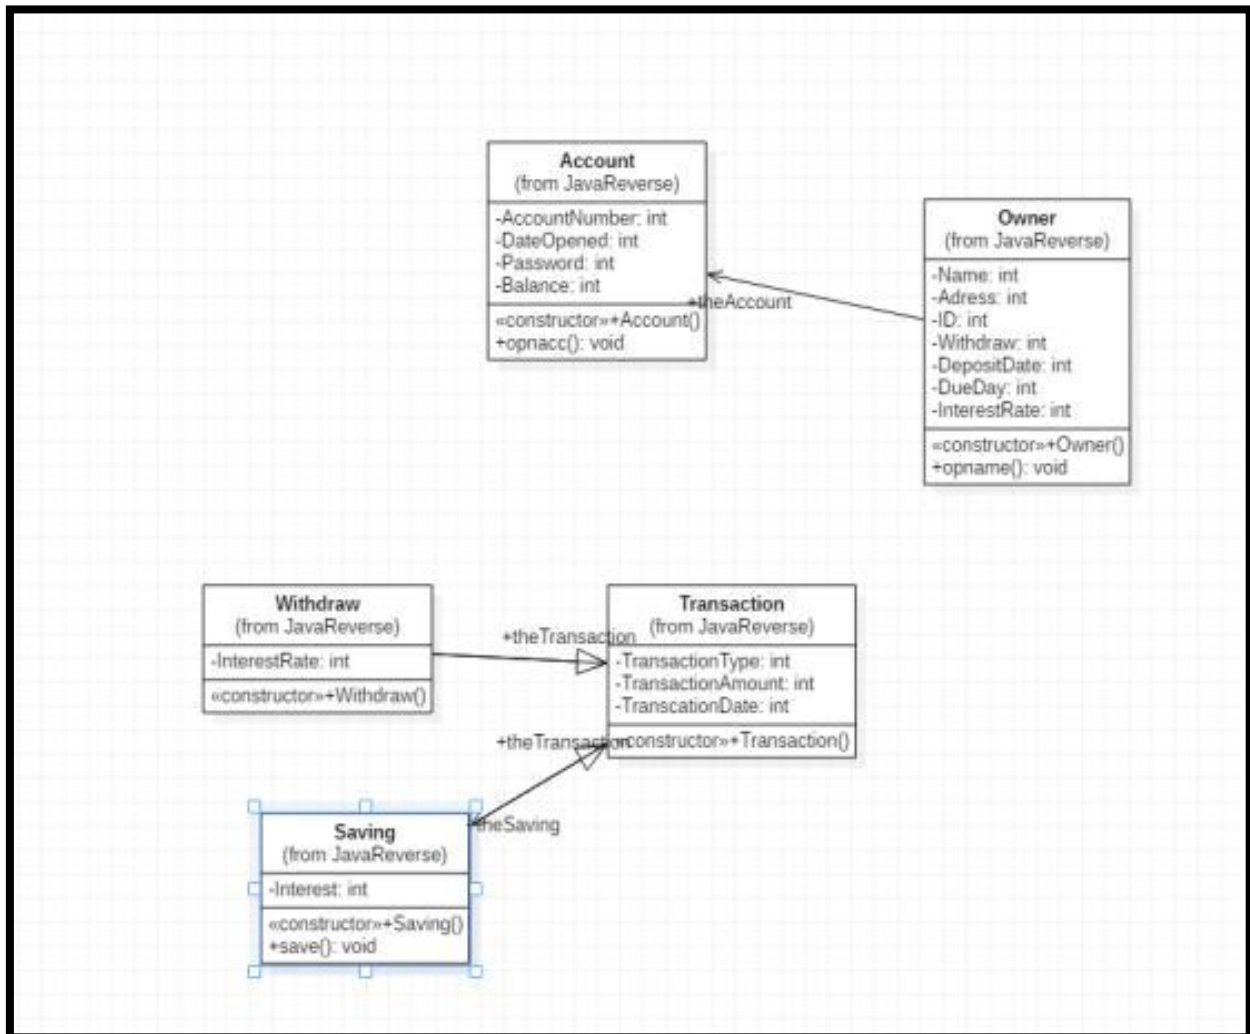 Account
(from JavaReverse)
-AccountNumber: int
-DateOpened: int
-Password: int
-Balance: int
«constructor»+Account()
+opnacc(): void
+theAccount
Owner
(from JavaReverse)
-Name: int
-Adress: int
-ID: int
-Withdraw: int
-DepositDate: int
-DueDay: int
-InterestRate: int
«constructor»+Owner()
+opname(): void
Withdraw
(from JavaReverse)
-InterestRate: int
«constructor»+Withdraw()
+theTransaction
Transaction
(from JavaReverse)
-TransactionType: int
-TransactionAmount: int
-TranscationDate: int
«constructor»+Transaction()
+theTransaction
+theSaving
Saving
(from JavaReverse)
-Interest: int
«constructor»+Saving()
+save(): void